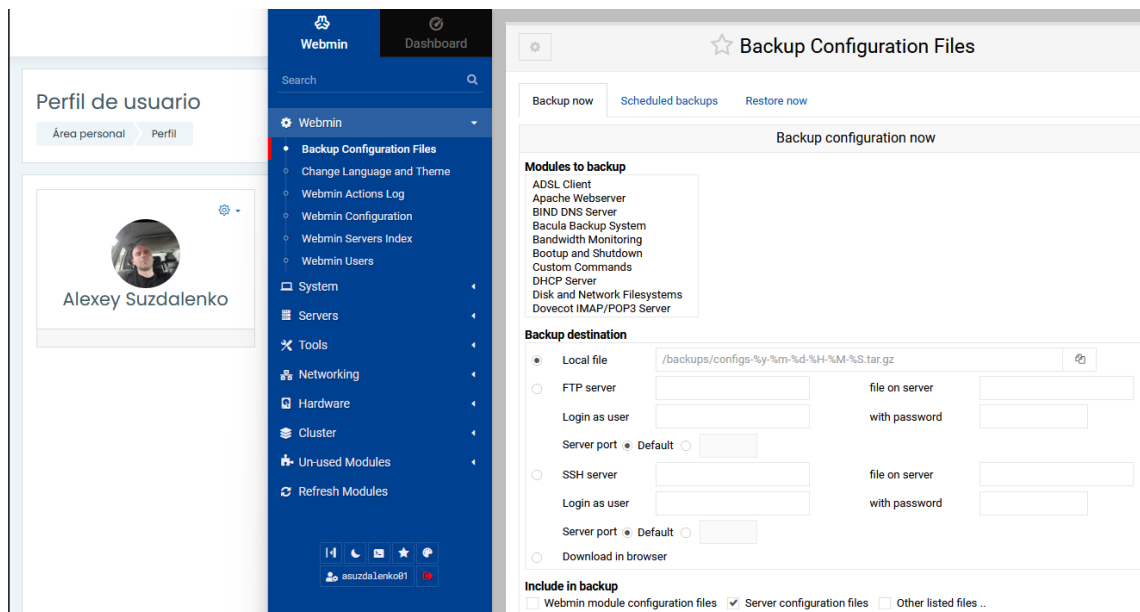 Perfil de usuario
Área personal Perfil
Alexey Suzdalenko
Webmin Dashboard
Search
Webmin
Backup Configuration Files
Change Language and Theme
Webmin Actions Log
Webmin Configuration
Webmin Servers Index
Webmin Users
System
Servers
Tools
Networking
Hardware
Cluster
Un-used Modules
Refresh Modules
asuzdalenko01
Backup Configuration Files
Backup now Scheduled backups Restore now
Backup configuration now
Modules to backup
ADSL Client
Apache Webserver
BIND DNS Server
Bacula Backup System
Bandwidth Monitoring
Bootup and Shutdown
Custom Commands
DHCP Server
Disk and Network Filesystems
Dovecot IMAP/POP3 Server
Backup destination
Local file /backups/configs-%y-%m-%d-%H-%M-%S.tar.gz
FTP server file on server
Login as user with password
Server port Default
SSH server file on server
Login as user with password
Server port Default
Download in browser
Include in backup
Webmin module configuration files Server configuration files Other listed files ..